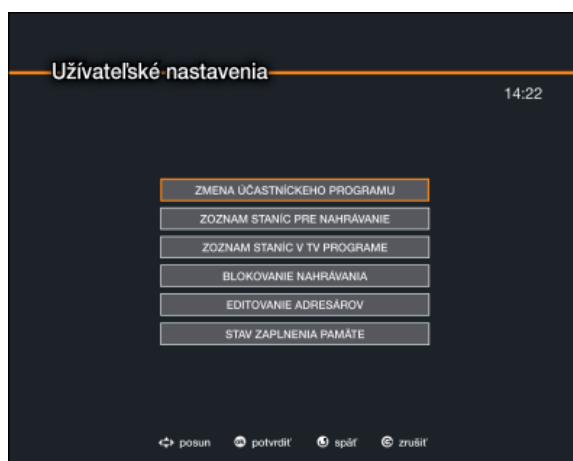 Užívateľské nastavenia
14:22
ZMENA ÚČASTNÍCKEHO PROGRAMU
ZOZNAM STANÍC PRE NAHRÁVANIE
ZOZNAM STANÍC V TV PROGRAME
BLOKOVANIE NAHRÁVANIA
EDITOVANIE ADRESÁROV
STAV ZAPLNENIA PAMÄTE
posun OK potvrdiť späť zrušiť